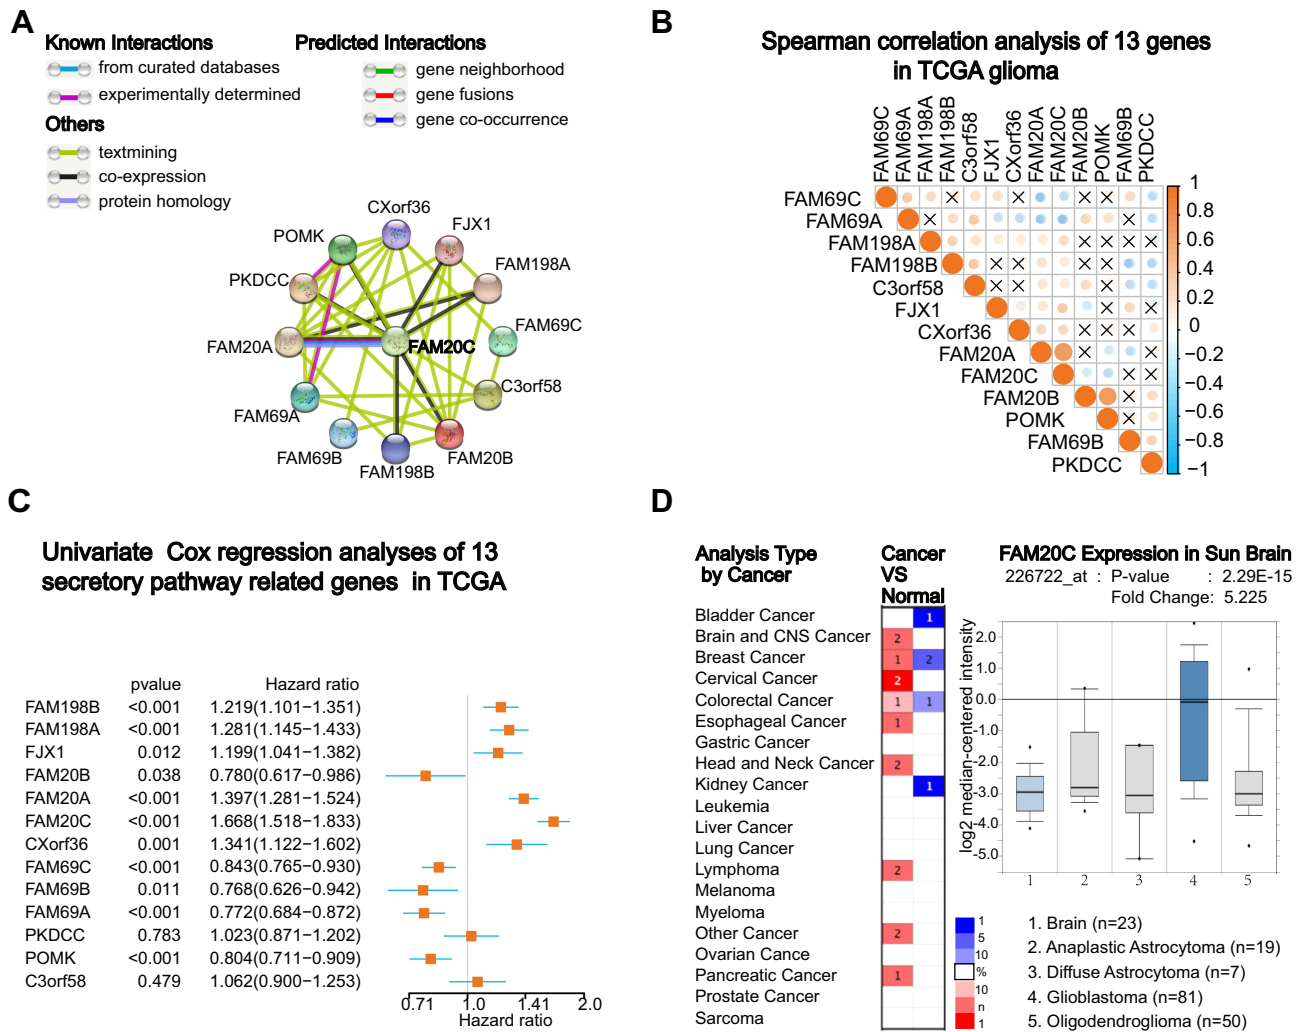 A
Known Interactions
from curated databases
experimentally determined
Others
textmining
co-expression
protein homology
Predicted Interactions
gene neighborhood
gene fusions
gene co-occurrence
CXorf36
POMK
FJX1
PKDCC
FAM198A
FAM69C
FAM20A
FAM20C
C3orf58
FAM69A
FAM69B
FAM198B
FAM20B
B
Spearman correlation analysis of 13 genes
in TCGA glioma
FAM69C
FAM69A
FAM198A
FAM198B
C3orf58
FJX1
CXorf36
FAM20A
FAM20C
FAM20B
POMK
FAM69B
PKDCC
FAM69C
FAM69A
FAM198A
FAM198B
C3orf58
FJX1
CXorf36
FAM20A
FAM20C
FAM20B
POMK
FAM69B
PKDCC
1
0.8
0.6
0.4
0.2
0
−0.2
−0.4
−0.6
−0.8
−1
C
Univariate Cox regression analyses of 13
secretory pathway related genes in TCGA
pvalue Hazard ratio
FAM198B <0.001 1.219(1.101−1.351)
FAM198A <0.001 1.281(1.145−1.433)
FJX1 0.012 1.199(1.041−1.382)
FAM20B 0.038 0.780(0.617−0.986)
FAM20A <0.001 1.397(1.281−1.524)
FAM20C <0.001 1.668(1.518−1.833)
CXorf36 0.001 1.341(1.122−1.602)
FAM69C <0.001 0.843(0.765−0.930)
FAM69B 0.011 0.768(0.626−0.942)
FAM69A <0.001 0.772(0.684−0.872)
PKDCC 0.783 1.023(0.871−1.202)
POMK <0.001 0.804(0.711−0.909)
C3orf58 0.479 1.062(0.900−1.253)
0.71 1.0 1.41 2.0
Hazard ratio
D
Analysis Type
by Cancer
Cancer
VS
Normal
Bladder Cancer 1
Brain and CNS Cancer 2
Breast Cancer 1 2
Cervical Cancer 2
Colorectal Cancer 1 1
Esophageal Cancer 1
Gastric Cancer
Head and Neck Cancer 2
Kidney Cancer 1
Leukemia
Liver Cancer
Lung Cancer
Lymphoma 2
Melanoma
Myeloma
Other Cancer 2
Ovarian Cance
Pancreatic Cancer 1
Prostate Cancer
Sarcoma
1
5
10
%
10
n
1
FAM20C Expression in Sun Brain
226722_at : P-value : 2.29E-15
Fold Change: 5.225
log2 median-centered intensity
2.0
1.0
0.0
-1.0
-2.0
-3.0
-4.0
-5.0
1 2 3 4 5
1. Brain (n=23)
2. Anaplastic Astrocytoma (n=19)
3. Diffuse Astrocytoma (n=7)
4. Glioblastoma (n=81)
5. Oligodendroglioma (n=50)